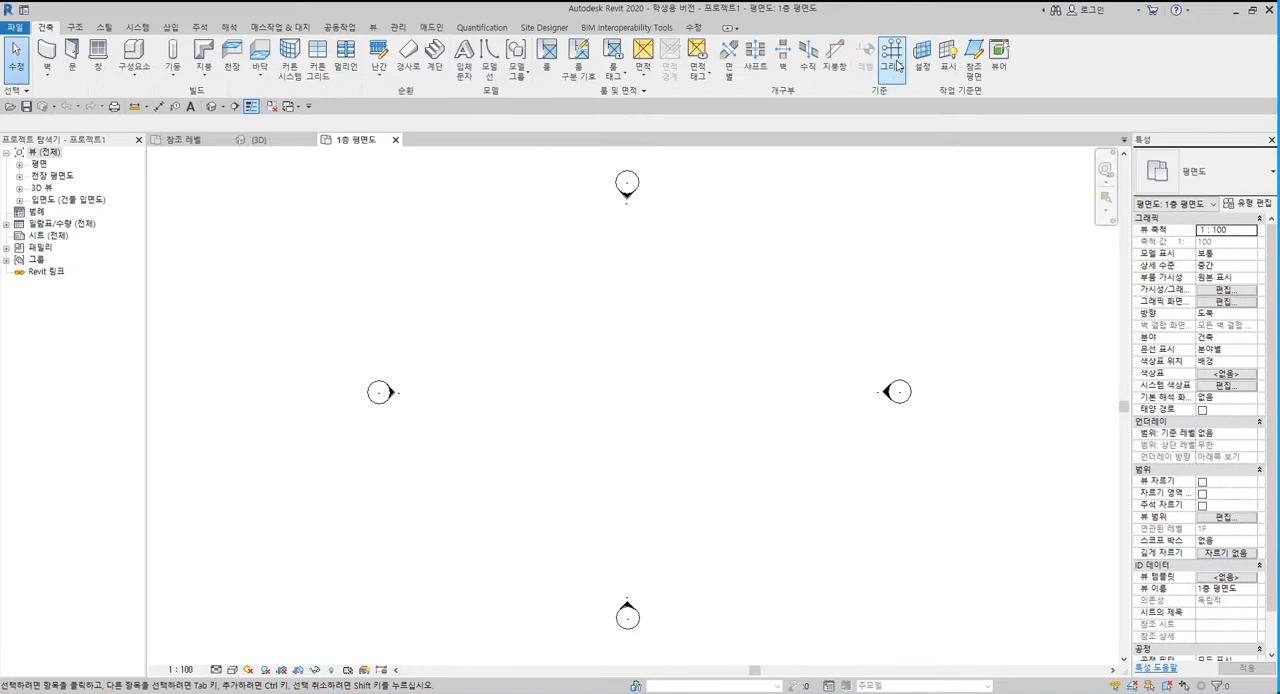 Autodesk Revit 2020 - 학생용 버전 - 프로젝트1 - 평면도: 1층 평면도
로그인
파일 건축 구조 스틸 시스템 삽입 주석 해석 매스작업 & 대지 공동작업 뷰 관리 애드인 Quantification Site Designer BIM Interoperability Tools 수정
수정 벽 문 창 구성요소 기둥 지붕 천장 바닥 커튼 시스템 커튼 그리드 멀리언 난간 경사로 계단 입체 문자 모델 선 모델 그룹 룸 룸 구분 기호 룸 태그 면적 면적 경계 면적 태그 면 별 샤프트 벽 수직 지붕창 레벨 그리드 설정 표시 참조 평면 뷰어
선택 빌드 순환 모델 룸 및 면적 개구부 기준 작업 기준면
프로젝트 탐색기 - 프로젝트1
참조 레벨 {3D} 1층 평면도
특성
뷰 (전체)
평면
천장 평면도
3D 뷰
입면도 (건물 입면도)
범례
일람표/수량 (전체)
시트 (전체)
패밀리
그룹
Revit 링크
평면도
평면도: 1층 평면도 유형 편집
그래픽
뷰 축척 1 : 100
축척 값 1: 100
모델 표시 보통
상세 수준 중간
부품 가시성 원본 표시
가시성/그래... 편집...
그래픽 화면... 편집...
방향 도북
벽 결합 화면... 모든 벽 결합 ...
분야 건축
은선 표시 분야별
색상표 위치 배경
색상표 <없음>
시스템 색상표 편집...
기본 해석 화... 없음
태양 경로
언더레이
범위: 기준 레벨 없음
범위: 상단 레벨 무한
언더레이 방향 아래쪽 보기
범위
뷰 자르기
자르기 영역 ...
주석 자르기
뷰 범위 편집...
연관된 레벨 1F
스코프 박스 없음
깊게 자르기 자르기 없음
ID 데이터
뷰 템플릿 <없음>
뷰 이름 1층 평면도
의존성 독립적
시트의 제목
참조 시트
참조 상세
공정
특성 도움말 적용
1 : 100
선택하려면 항목을 클릭하고, 다른 항목을 선택하려면 Tab 키, 추가하려면 Ctrl 키, 선택 취소하려면 Shift 키를 누르십시오.
:0 주모델 :0